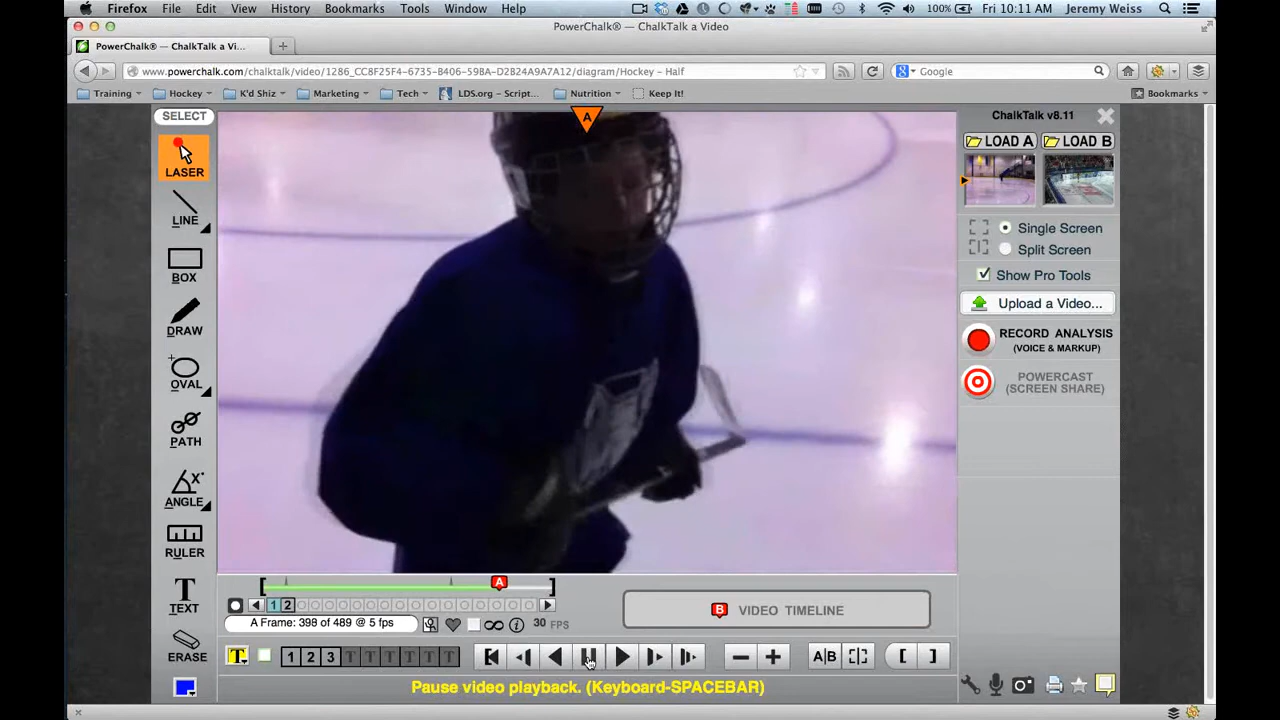 Firefox File Edit View History Bookmarks Tools Window Help 100% Fri 10:11 AM Jeremy Weiss
PowerChalk® — ChalkTalk a Video
PowerChalk® — ChalkTalk a Vi...
www.powerchalk.com/chalktalk/video/1286_CC8F25F4-6735-B406-59BA-D2B24A9A7A12/diagram/Hockey - Half
Google
Training Hockey K'd Shiz Marketing Tech LDS.org – Script... Nutrition Keep It! Bookmarks
SELECT
A
ChalkTalk v8.11
LOAD A LOAD B
LASER
LINE
Single Screen
Split Screen
BOX
Show Pro Tools
Upload a Video...
DRAW
RECORD ANALYSIS
(VOICE & MARKUP)
OVAL
POWERCAST
(SCREEN SHARE)
PATH
ANGLE
RULER
A
TEXT
1 2
B VIDEO TIMELINE
A Frame: 398 of 489 @ 5 fps
30 FPS
ERASE
T 1 2 3 T T T T T T A|B
Pause video playback. (Keyboard-SPACEBAR)